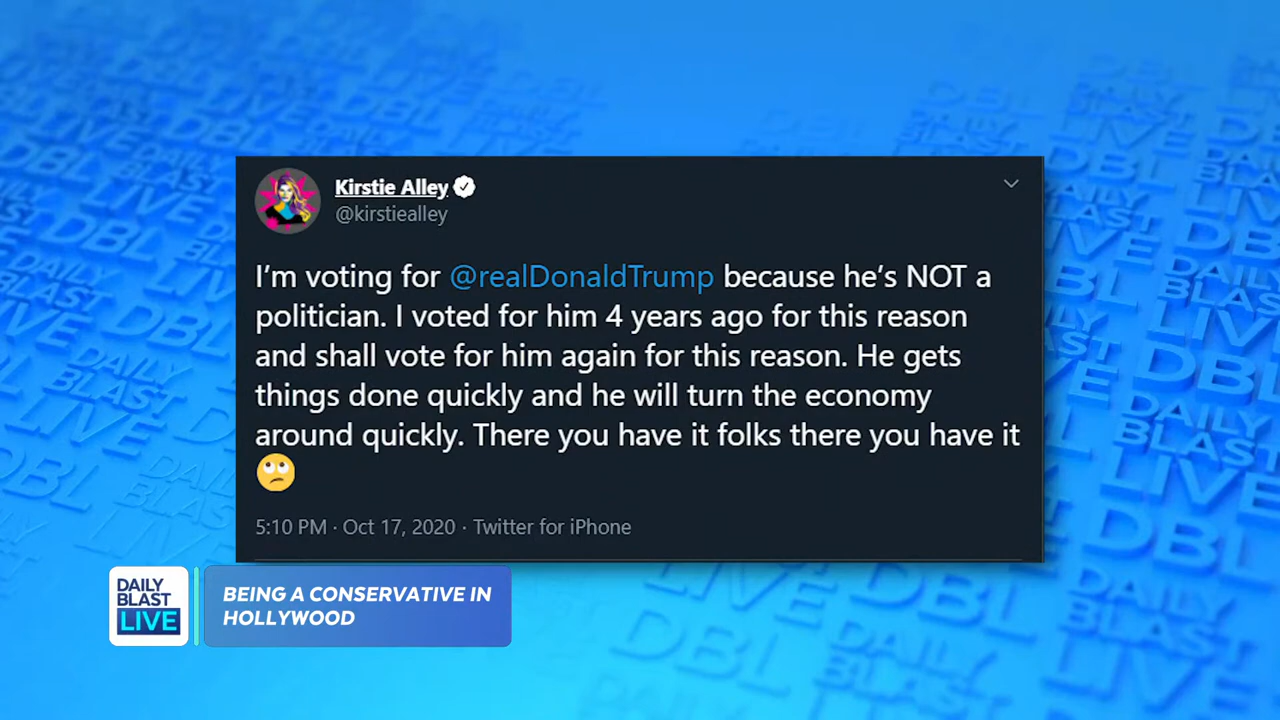 Kirstie Alley
@kirstiealley
I’m voting for @realDonaldTrump because he’s NOT a
politician. I voted for him 4 years ago for this reason
and shall vote for him again for this reason. He gets
things done quickly and he will turn the economy
around quickly. There you have it folks there you have it
🙄
5:10 PM · Oct 17, 2020 · Twitter for iPhone
DAILY
BLAST
LIVE
BEING A CONSERVATIVE IN
HOLLYWOOD